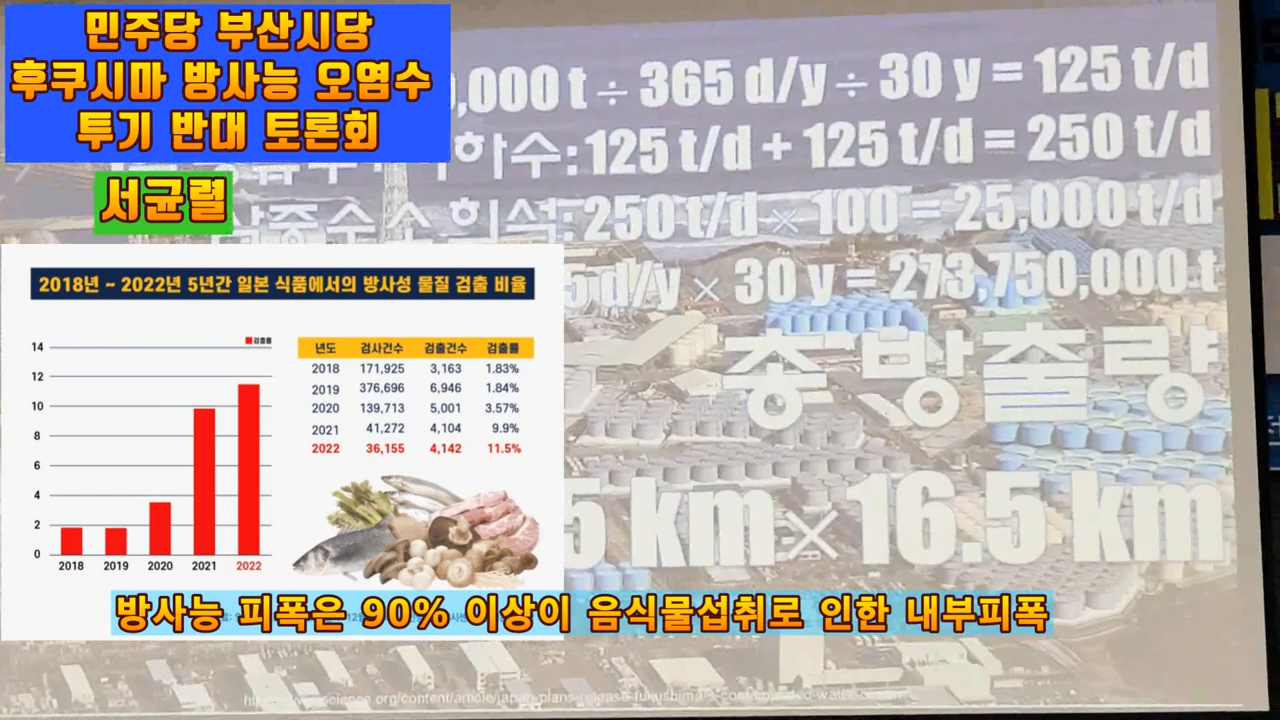 민주당 부산시당
후쿠시마 방사능 오염수
투기 반대 토론회
서균렬
,000 t ÷ 365 d/y ÷ 30 y = 125 t/d
하수: 125 t/d + 125 t/d = 250 t/d
삼중수소 희석: 250 t/d × 100 = 25,000 t/d
5 d/y × 30 y = 273,750,000 t
총 방출량
5 km × 16.5 km
2018년 ~ 2022년 5년간 일본 식품에서의 방사성 물질 검출 비율
검출률
14
12
10
8
6
4
2
0
2018 2019 2020 2021 2022
년도 검사건수 검출건수 검출률
2018 171,925 3,163 1.83%
2019 376,696 6,946 1.84%
2020 139,713 5,001 3.57%
2021 41,272 4,104 9.9%
2022 36,155 4,142 11.5%
방사능 피폭은 90% 이상이 음식물섭취로 인한 내부피폭